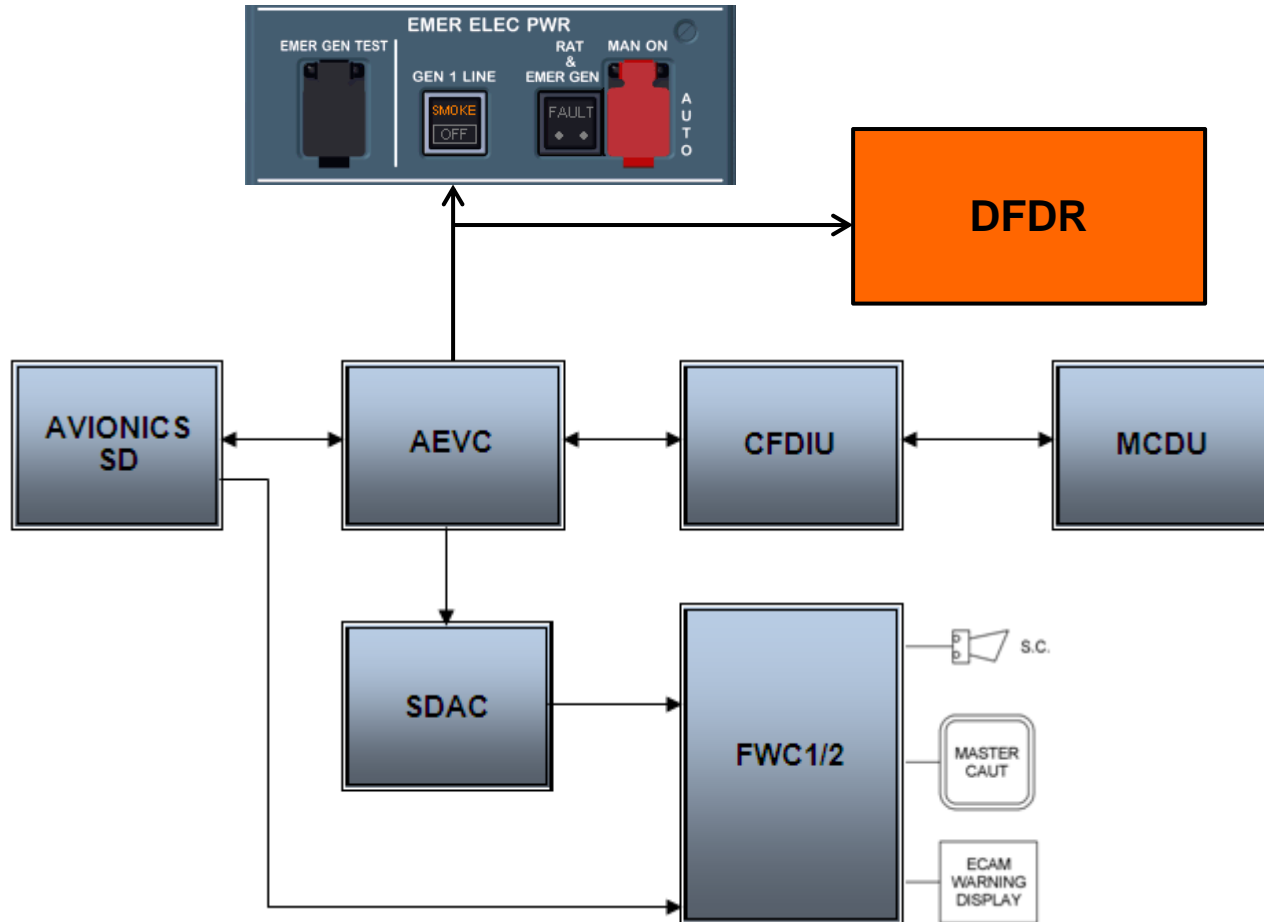 EMER ELEC PWR
EMER GEN TEST
RAT
&
EMER GEN
MAN ON
GEN 1 LINE
SMOKE
OFF
FAULT
A
U
T
O
DFDR
AVIONICS
SD
AEVC
CFDIU
MCDU
SDAC
FWC1/2
S.C.
MASTER
CAUT
ECAM
WARNING
DISPLAY